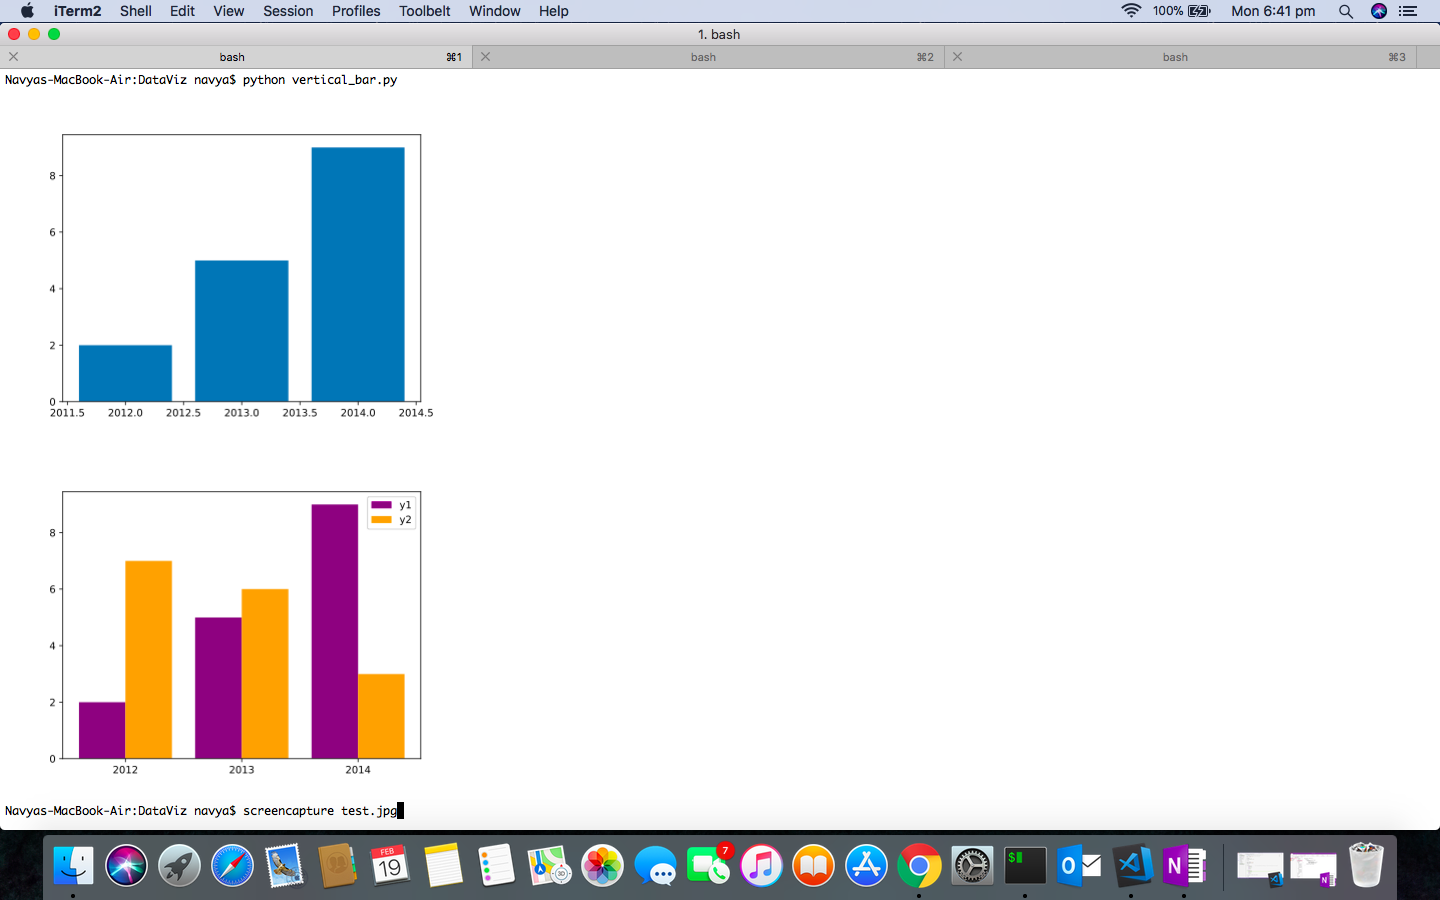 iTerm2 Shell Edit View Session Profiles Toolbelt Window Help 100% Mon 6:41 pm
1. bash
bash ⌘1 bash ⌘2 bash ⌘3
Navyas-MacBook-Air:DataViz navya$ python vertical_bar.py
8
6
4
2
0
2011.5 2012.0 2012.5 2013.0 2013.5 2014.0 2014.5
y1
y2
8
6
4
2
0
2012 2013 2014
Navyas-MacBook-Air:DataViz navya$ screencapture test.jpg
FEB
19
3D
7
$
O
N
N